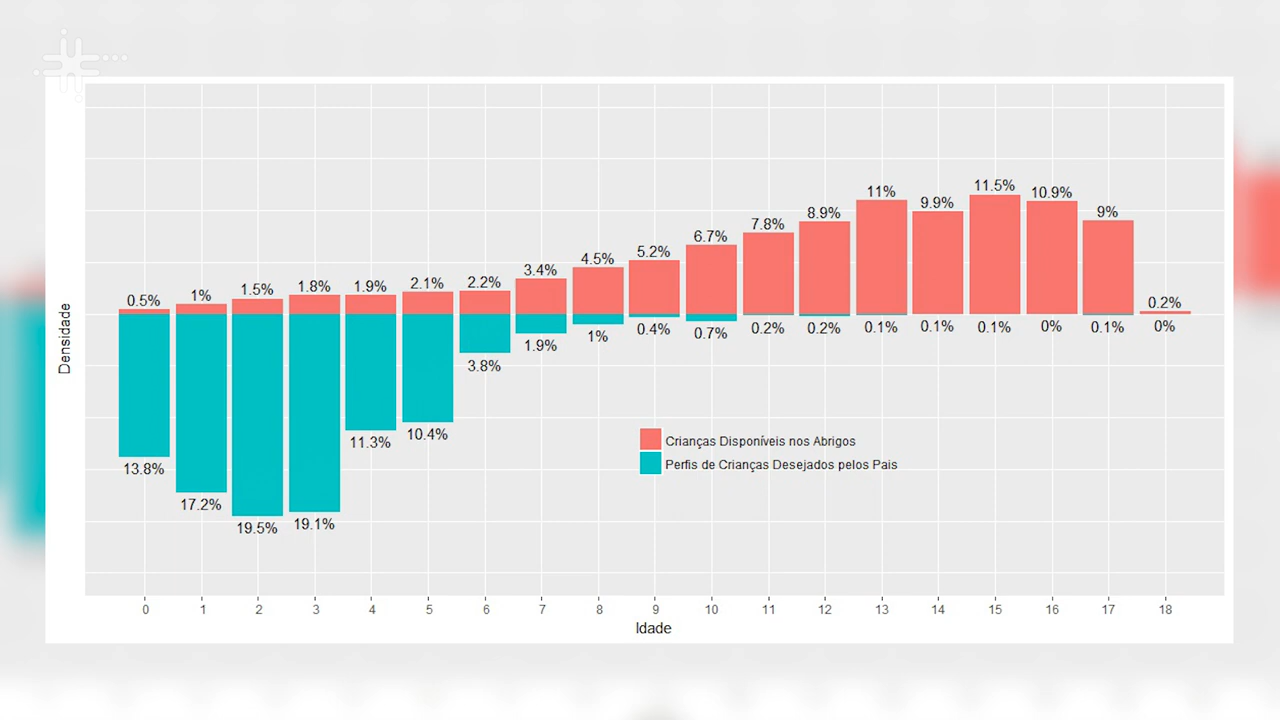 0.5% 1% 1.5% 1.8% 1.9% 2.1% 2.2% 3.4% 4.5% 5.2% 6.7% 7.8% 8.9% 11% 9.9% 11.5% 10.9% 9% 0.2%
Densidade
13.8% 17.2% 19.5% 19.1% 11.3% 10.4% 3.8% 1.9% 1% 0.4% 0.7% 0.2% 0.2% 0.1% 0.1% 0.1% 0% 0.1% 0%
Crianças Disponíveis nos Abrigos
Perfis de Crianças Desejados pelos Pais
0 1 2 3 4 5 6 7 8 9 10 11 12 13 14 15 16 17 18
Idade